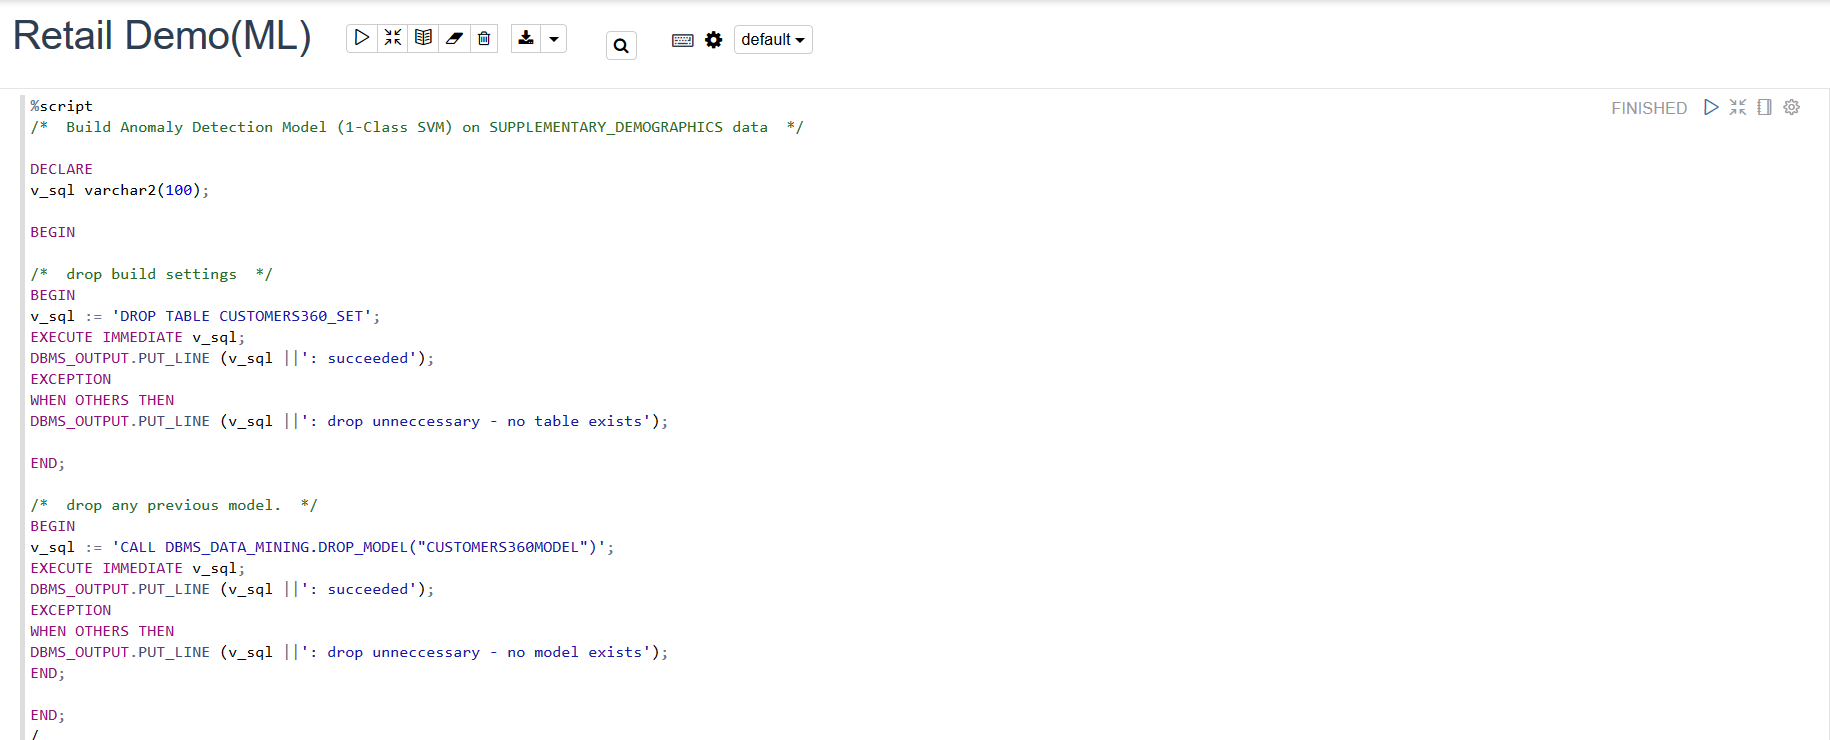 Retail Demo(ML)
default
%script
FINISHED
/*  Build Anomaly Detection Model (1-Class SVM) on SUPPLEMENTARY_DEMOGRAPHICS data  */
DECLARE
v_sql varchar2(100);
BEGIN
/*  drop build settings  */
BEGIN
v_sql := 'DROP TABLE CUSTOMERS360_SET';
EXECUTE IMMEDIATE v_sql;
DBMS_OUTPUT.PUT_LINE (v_sql ||': succeeded');
EXCEPTION
WHEN OTHERS THEN
DBMS_OUTPUT.PUT_LINE (v_sql ||': drop unneccessary - no table exists');
END;
/*  drop any previous model.  */
BEGIN
v_sql := 'CALL DBMS_DATA_MINING.DROP_MODEL("CUSTOMERS360MODEL")';
EXECUTE IMMEDIATE v_sql;
DBMS_OUTPUT.PUT_LINE (v_sql ||': succeeded');
EXCEPTION
WHEN OTHERS THEN
DBMS_OUTPUT.PUT_LINE (v_sql ||': drop unneccessary - no model exists');
END;
END;
/